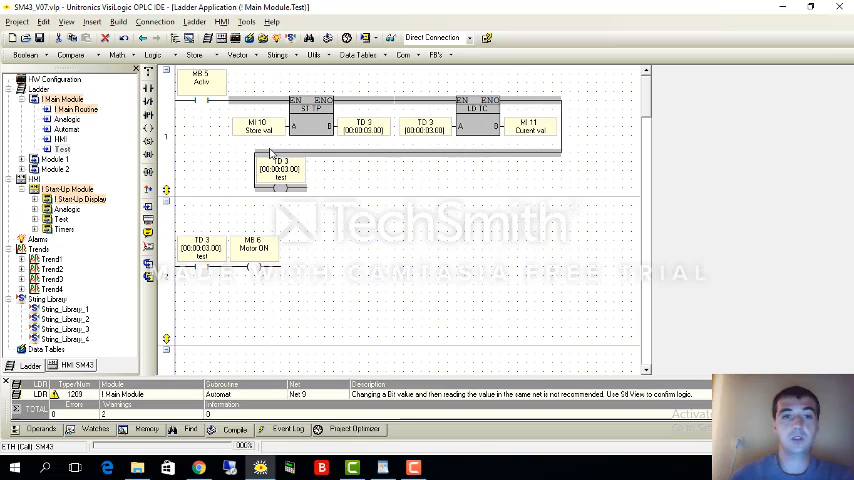 SM43_V07.vlp - Unitronics VisiLogic OPLC IDE - [Ladder Application (! Main Module.Test)]
Project Edit View Insert Build Connection Ladder HMI Tools Help
Direct Connection
Boolean Compare Math Logic Store Vector Strings Utils Data Tables Com FB's
HW Configuration
Ladder
! Main Module
! Main Routine
Analogic
Automat
HMI
Test
Module 1
Module 2
HMI
! Start-Up Module
! Start-Up Display
Analogic
Test
Timers
Alarms
Trends
Trend1
Trend2
Trend3
Trend4
String Library
String_Library_1
String_Library_2
String_Library_3
String_Library_4
Data Tables
Ladder HMI SM43
MB 5
Activ
EN ENO
ST TP
A B
MI 10
Store val
TD 3
[00:00:03.00]
TD 3
[00:00:03.00]
EN ENO
LD TC
A B
MI 11
Curent val
1
TD 3
[00:00:03.00]
test
TD 3
[00:00:03.00]
test
MB 6
Motor ON
2
TechSmith
MADE WITH CAMTASIA FREE TRIAL
LDR Type/Num Module Subroutine Net Description
LDR 1209 ! Main Module Automat Net 9 Changing a Bit value and then reading the value in the same net is not recommended. Use Stl View to confirm logic.
TOTAL Errors Warnings Information
0 2 0
Activate
Operands Watches Memory Find Compile Event Log Project Optimizer
ETH (Call) SM43 000%